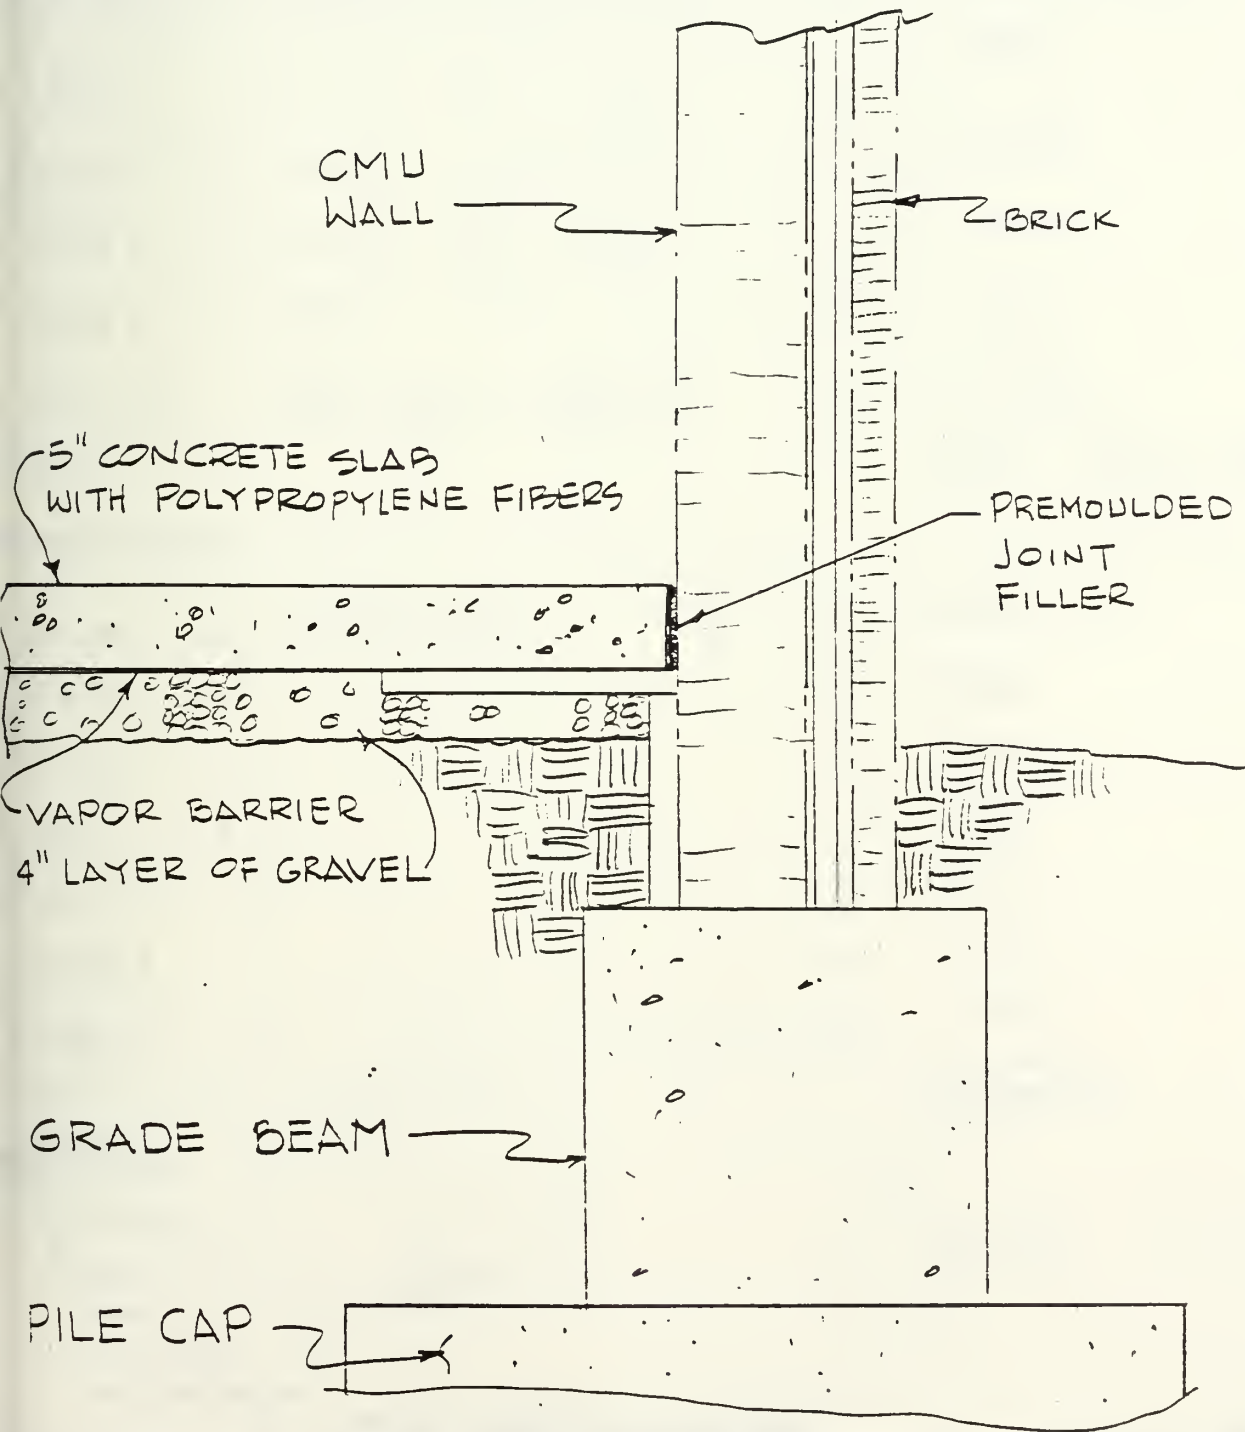 CMU
WALL
BRICK
5" CONCRETE SLAB
WITH POLYPROPYLENE FIBERS
PREMOULDED
JOINT
FILLER
VAPOR BARRIER
4" LAYER OF GRAVEL
GRADE BEAM
PILE CAP